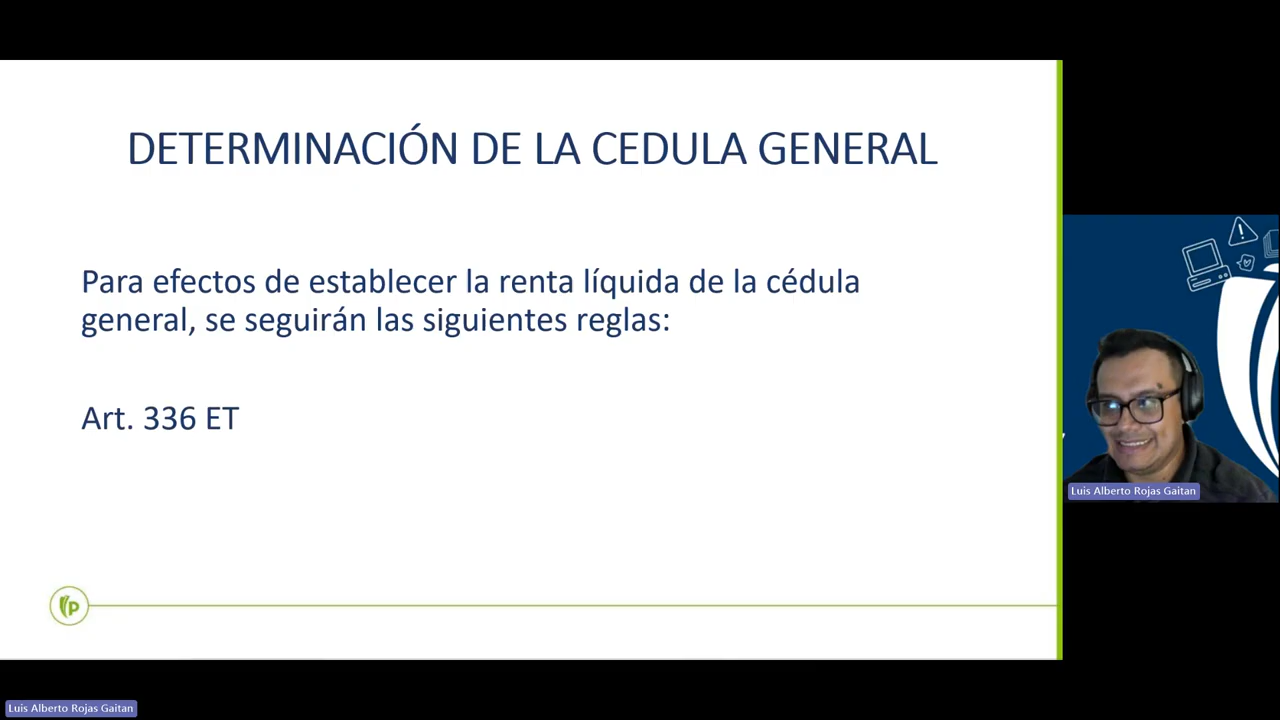 DETERMINACIÓN DE LA CEDULA GENERAL
Para efectos de establecer la renta líquida de la cédula
general, se seguirán las siguientes reglas:
Art. 336 ET
P
Luis Alberto Rojas Gaitan
Luis Alberto Rojas Gaitan